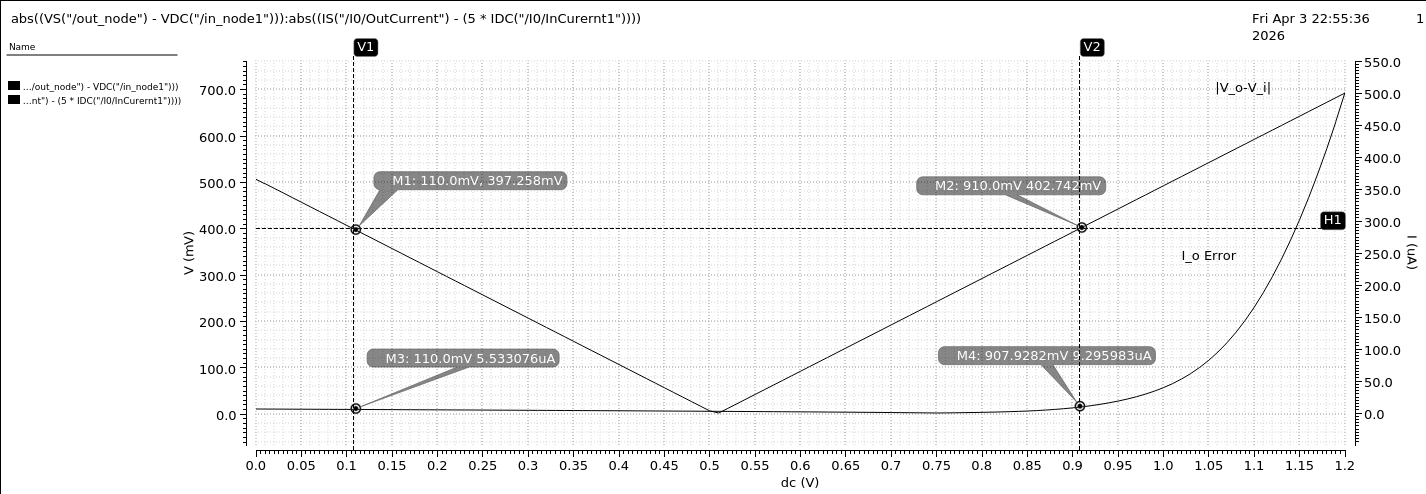 abs((VS("/out_node") - VDC("/in_node1"))):abs((IS("/I0/OutCurrent") - (5 * IDC("/I0/InCurernt1"))))
Fri Apr 3 22:55:36 1
2026
Name
.../out_node") - VDC("/in_node1")))
...nt") - (5 * IDC("/I0/InCurernt1"))))
V1
V2
|V_o-V_i|
M1: 110.0mV, 397.258mV
M2: 910.0mV 402.742mV
H1
I_o Error
M3: 110.0mV 5.533076uA
M4: 907.9282mV 9.295983uA
V (mV)
700.0
600.0
500.0
400.0
300.0
200.0
100.0
0.0
I (uA)
550.0
500.0
450.0
400.0
350.0
300.0
250.0
200.0
150.0
100.0
50.0
0.0
0.0 0.05 0.1 0.15 0.2 0.25 0.3 0.35 0.4 0.45 0.5 0.55 0.6 0.65 0.7 0.75 0.8 0.85 0.9 0.95 1.0 1.05 1.1 1.15 1.2
dc (V)